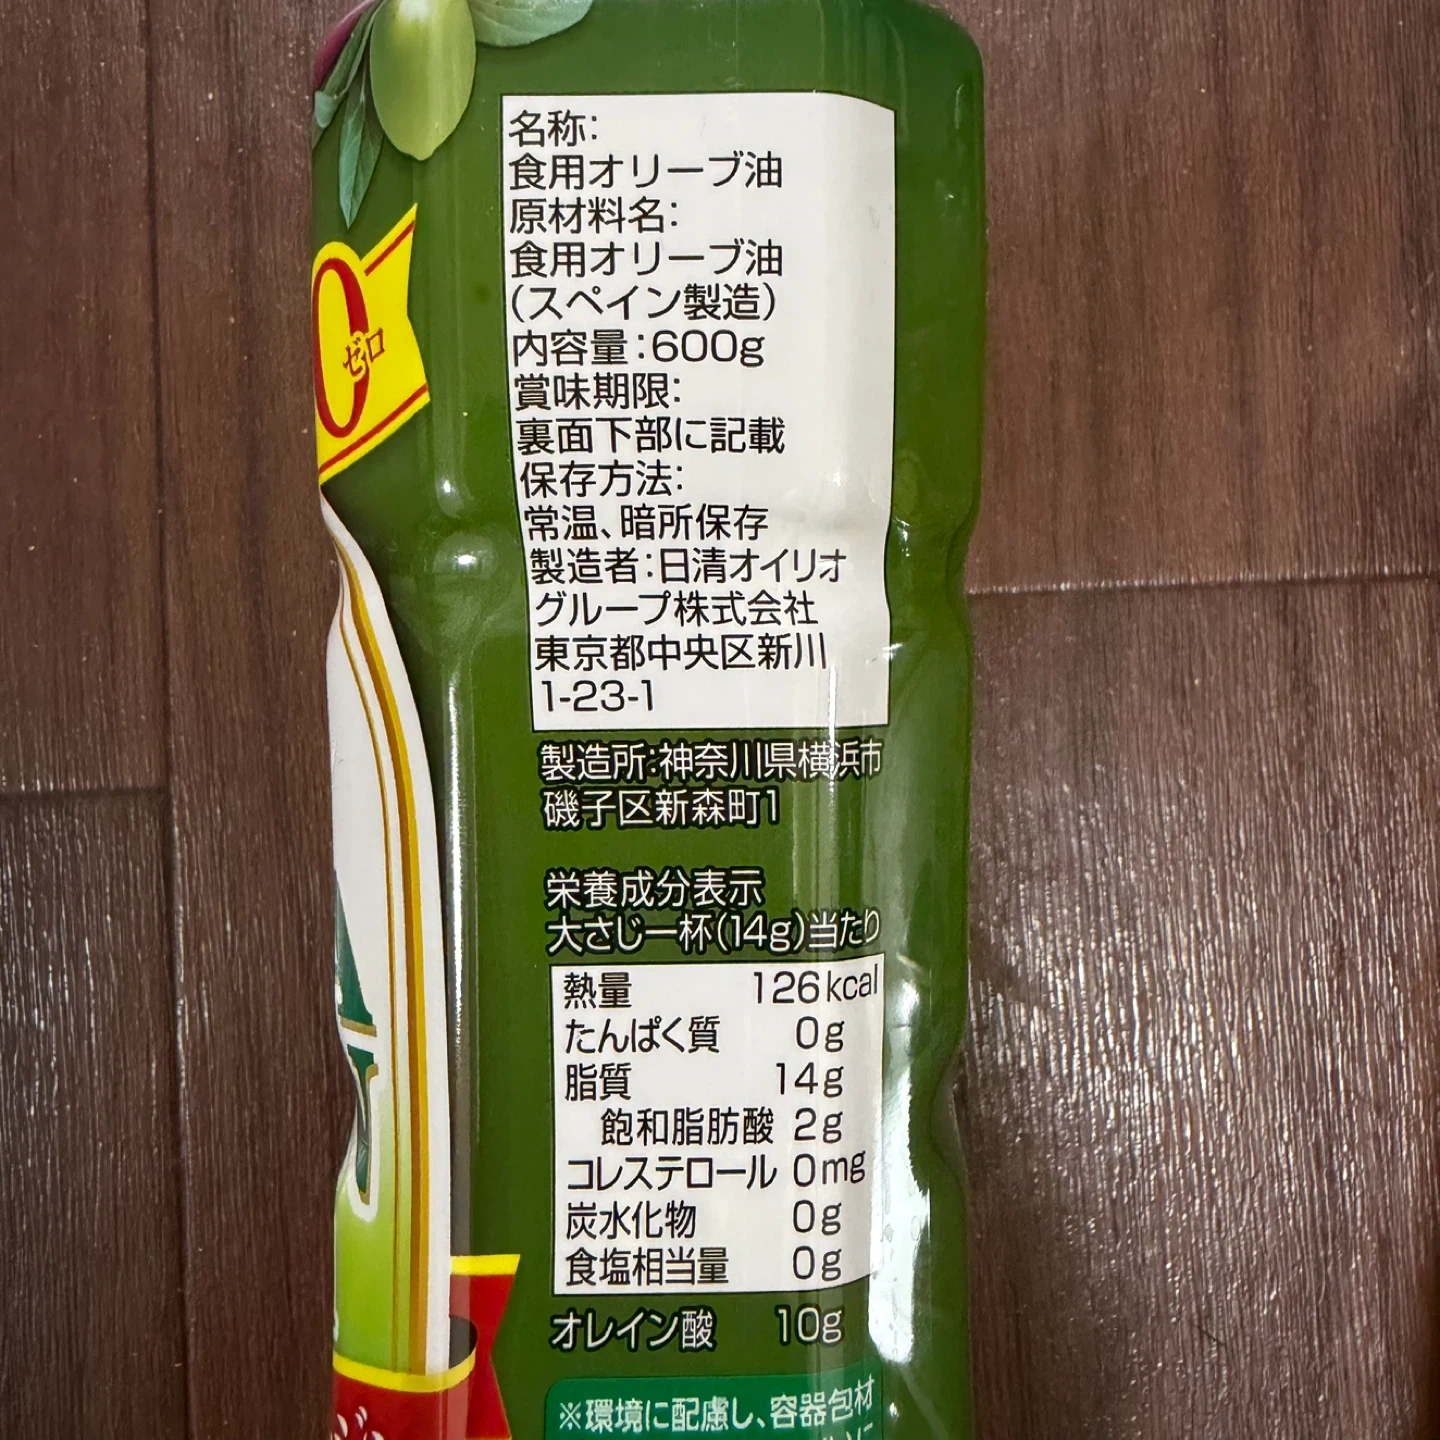 名称:
食用オリーブ油
原材料名:
食用オリーブ油
(スペイン製造)
内容量:600g
賞味期限:
裏面下部に記載
保存方法:
常温、暗所保存
製造者:日清オイリオ
グループ株式会社
東京都中央区新川
1-23-1
製造所:神奈川県横浜市
磯子区新森町1
栄養成分表示
大さじ一杯(14g)当たり
熱量 126kcal
たんぱく質 0g
脂質 14g
飽和脂肪酸 2g
コレステロール 0mg
炭水化物 0g
食塩相当量 0g
オレイン酸 10g
※環境に配慮し、容器包材
0
ゼロ